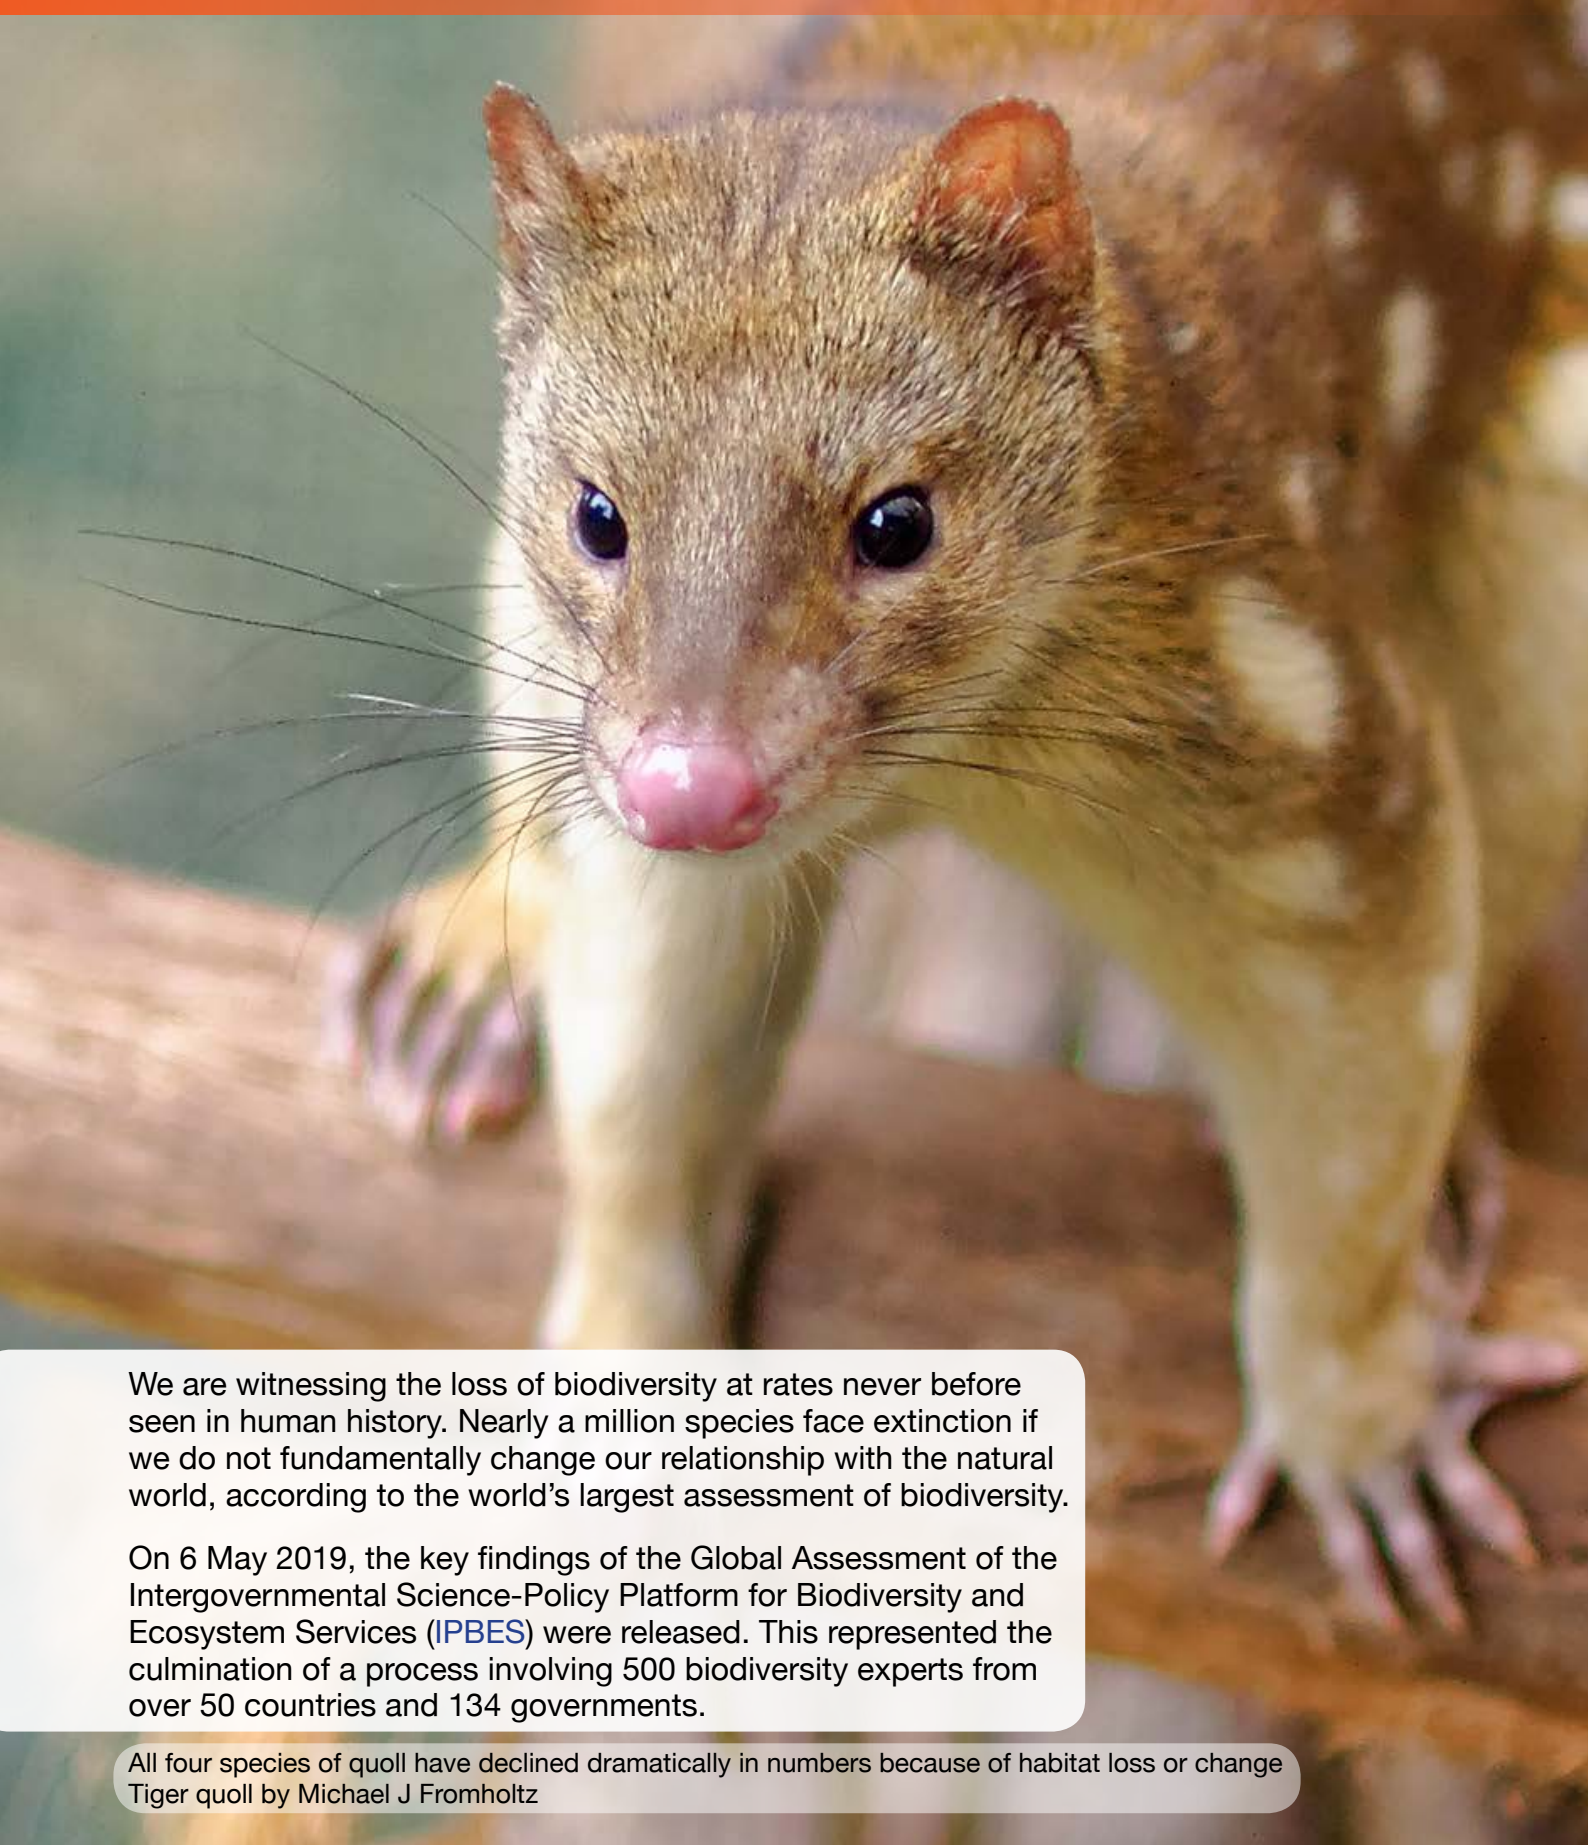 We are witnessing the loss of biodiversity at rates never before
seen in human history. Nearly a million species face extinction if
we do not fundamentally change our relationship with the natural
world, according to the world’s largest assessment of biodiversity.
On 6 May 2019, the key findings of the Global Assessment of the
Intergovernmental Science-Policy Platform for Biodiversity and
Ecosystem Services (IPBES) were released. This represented the
culmination of a process involving 500 biodiversity experts from
over 50 countries and 134 governments.
All four species of quoll have declined dramatically in numbers because of habitat loss or change
Tiger quoll by Michael J Fromholtz